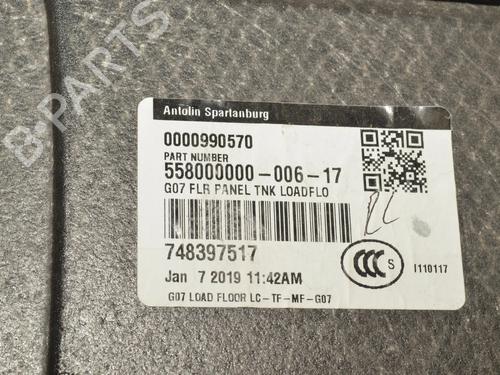 B-PARTS
Antolin Spartanburg
0000990570
PART NUMBER
558000000-006-17
G07 FLR PANEL TNK LOADFLO
748397517
Jan 7 2019 11:42AM
CCC S
I110117
G07 LOAD FLOOR LC-TF-MF-G07